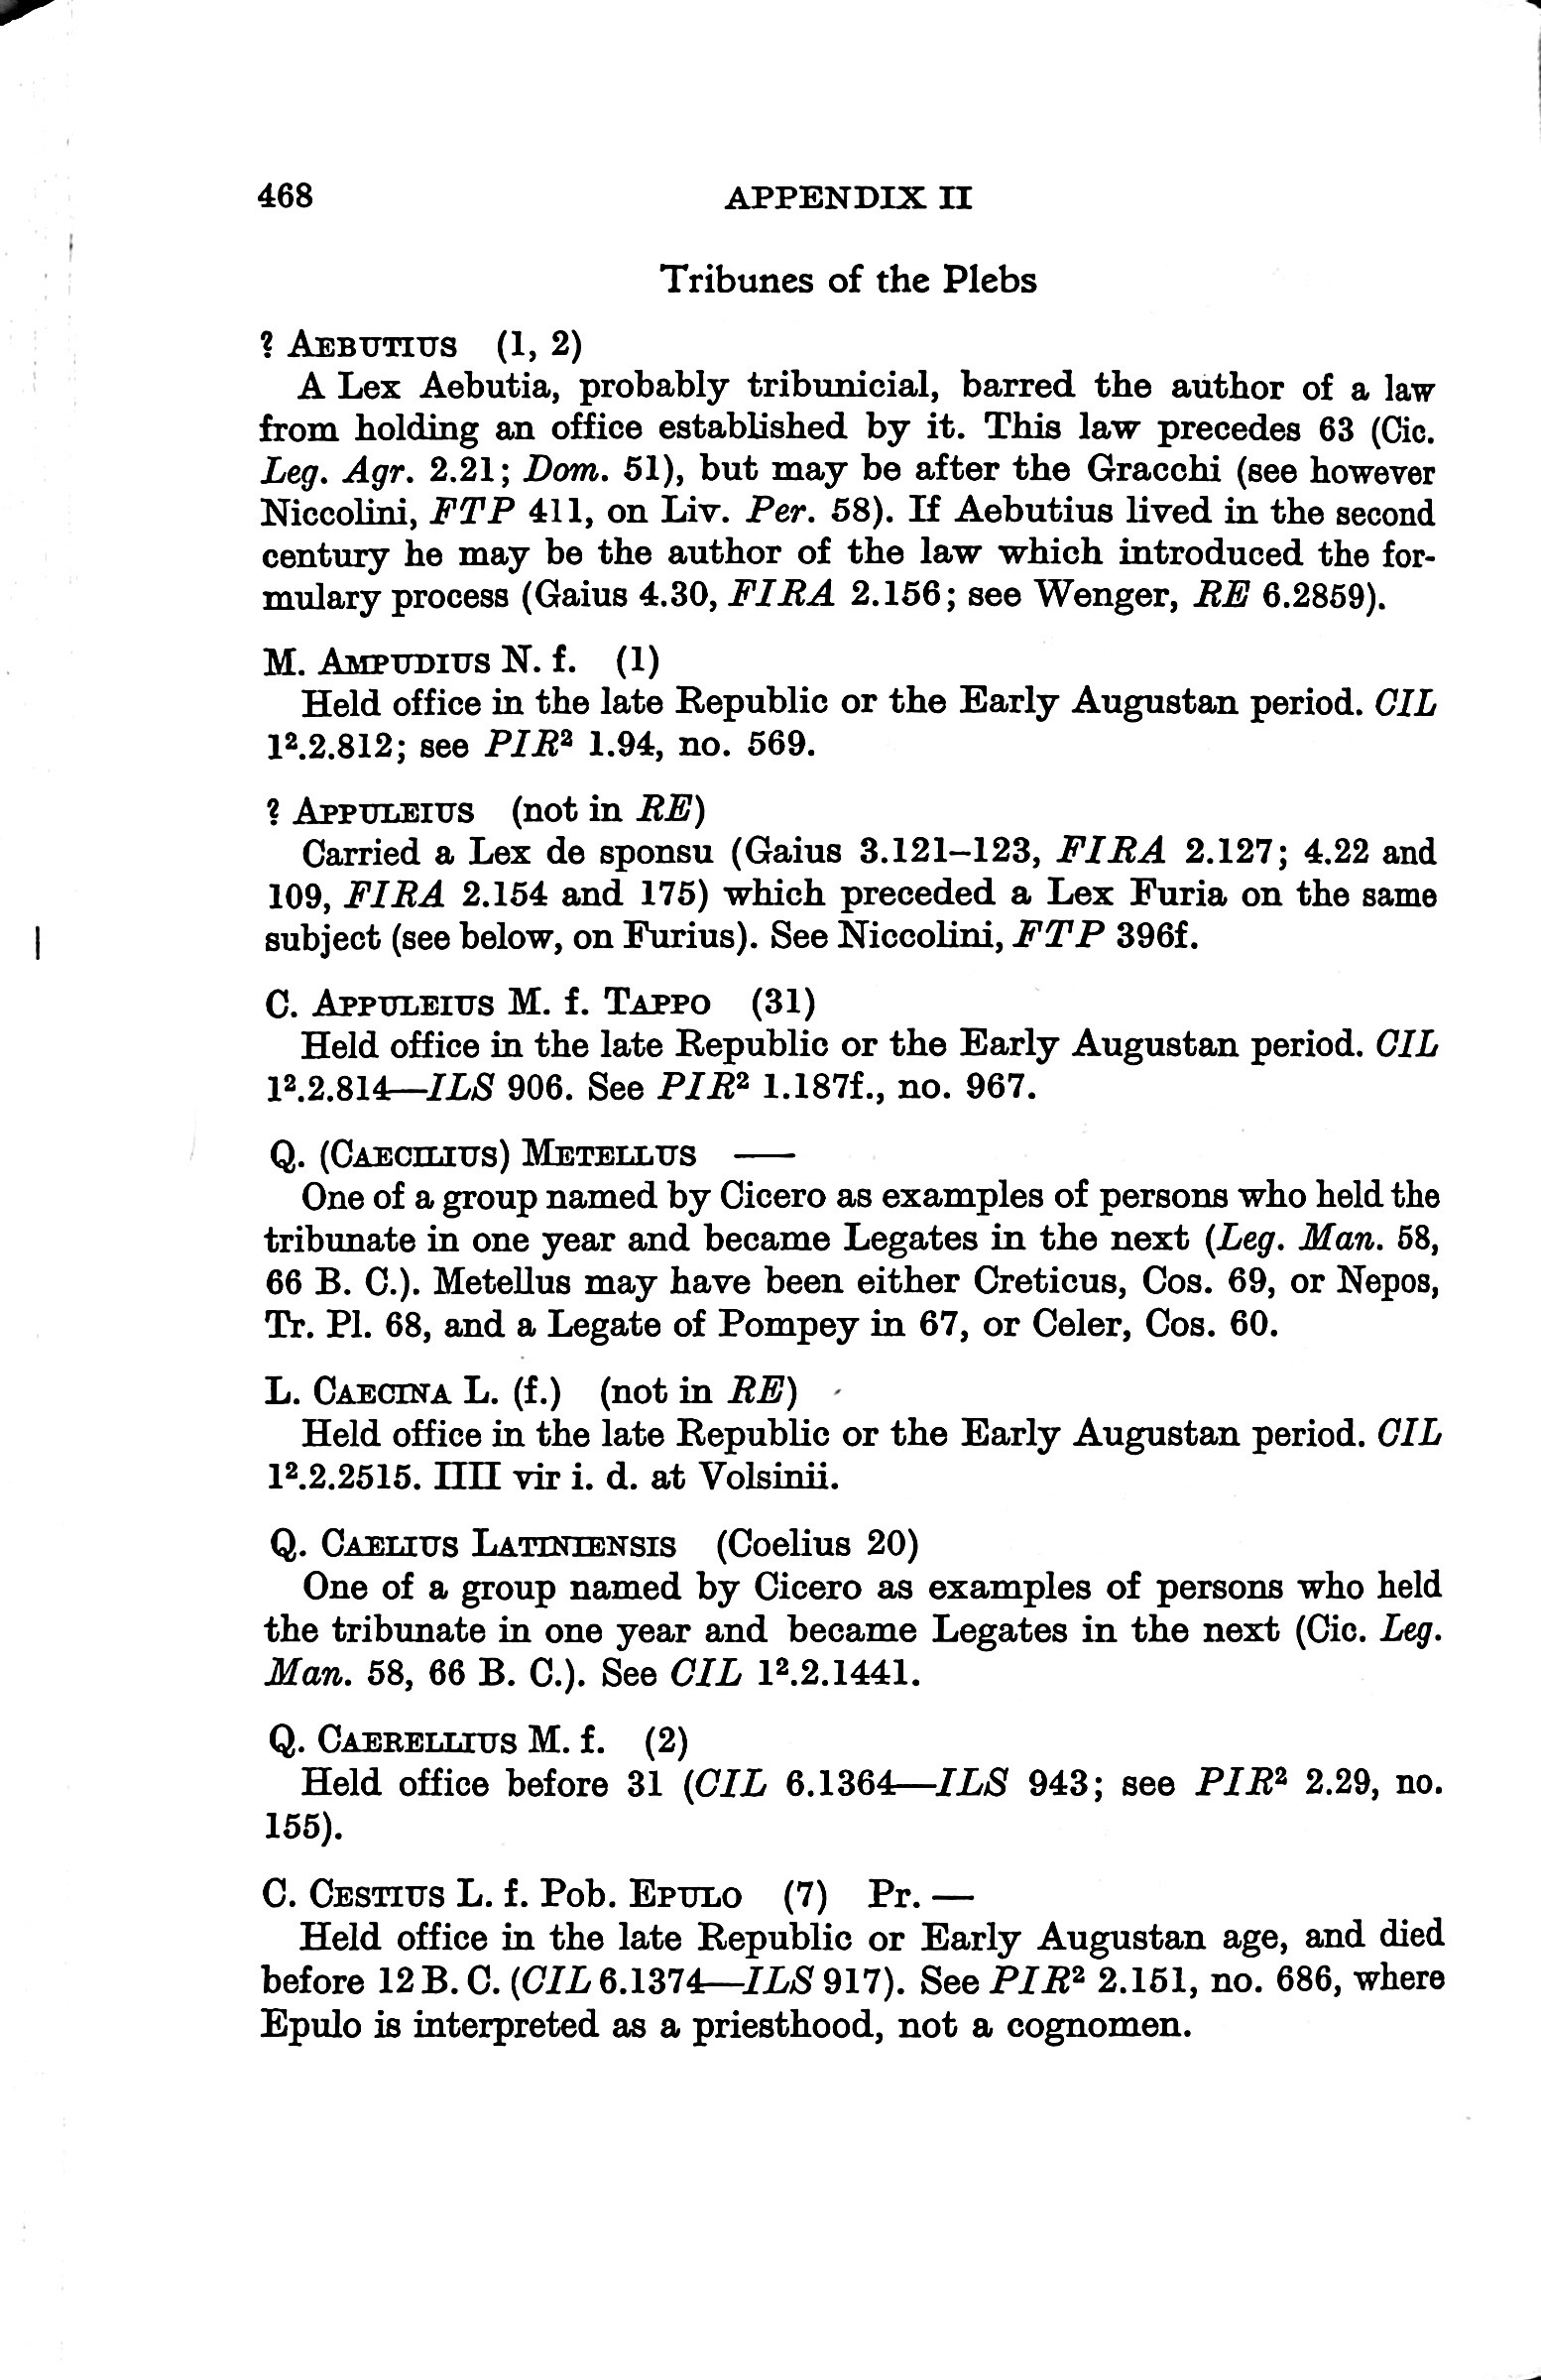 468 APPENDIX II
Tribunes of the Plebs
? AEBUTIUS (1, 2)
A Lex Aebutia, probably tribunicial, barred the author of a law
from holding an office established by it. This law precedes 63 (Cic.
Leg. Agr. 2.21; Dom. 51), but may be after the Gracchi (see however
Niccolini, FTP 411, on Liv. Per. 58). If Aebutius lived in the second
century he may be the author of the law which introduced the for-
mulary process (Gaius 4.30, FIRA 2.156; see Wenger, RE 6.2859).
M. AMPUDIUS N. f. (1)
Held office in the late Republic or the Early Augustan period. CIL
1².2.812; see PIR² 1.94, no. 569.
? APPULEIUS (not in RE)
Carried a Lex de sponsu (Gaius 3.121–123, FIRA 2.127; 4.22 and
109, FIRA 2.154 and 175) which preceded a Lex Furia on the same
subject (see below, on Furius). See Niccolini, FTP 396f.
C. APPULEIUS M. f. TAPPO (31)
Held office in the late Republic or the Early Augustan period. CIL
1².2.814—ILS 906. See PIR² 1.187f., no. 967.
Q. (CAECILIUS) METELLUS —
One of a group named by Cicero as examples of persons who held the
tribunate in one year and became Legates in the next (Leg. Man. 58,
66 B. C.). Metellus may have been either Creticus, Cos. 69, or Nepos,
Tr. Pl. 68, and a Legate of Pompey in 67, or Celer, Cos. 60.
L. CAECINA L. (f.) (not in RE)
Held office in the late Republic or the Early Augustan period. CIL
1².2.2515. IIII vir i. d. at Volsinii.
Q. CAELIUS LATINIENSIS (Coelius 20)
One of a group named by Cicero as examples of persons who held
the tribunate in one year and became Legates in the next (Cic. Leg.
Man. 58, 66 B. C.). See CIL 1².2.1441.
Q. CAERELLIUS M. f. (2)
Held office before 31 (CIL 6.1364—ILS 943; see PIR² 2.29, no.
155).
C. CESTIUS L. f. Pob. EPULO (7) Pr. —
Held office in the late Republic or Early Augustan age, and died
before 12 B. C. (CIL 6.1374—ILS 917). See PIR² 2.151, no. 686, where
Epulo is interpreted as a priesthood, not a cognomen.